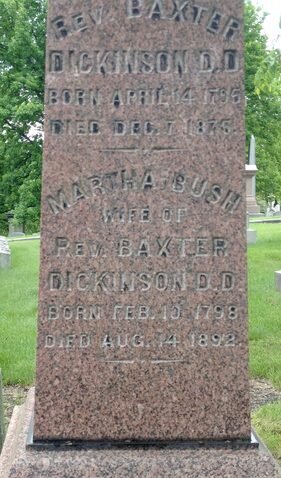 REV. BAXTER
DICKINSON D.D
BORN APRIL 14 1795
DIED DEC. 7 1875.
MARTHA BUSH
WIFE OF
REV. BAXTER
DICKINSON D.D
BORN FEB. 10 1798
DIED AUG. 14 1892.